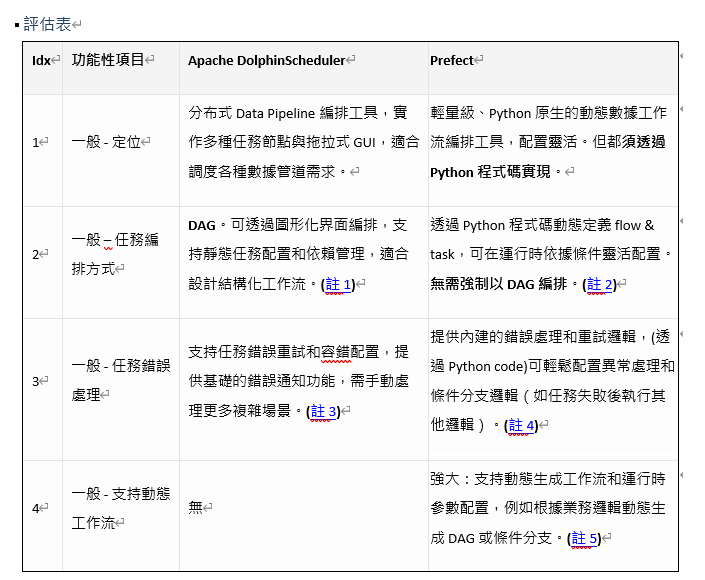 評估表
Idx 功能性項目 Apache DolphinScheduler Prefect
1
一般 - 定位
分布式 Data Pipeline 編排工具，實
作多種任務節點與拖拉式 GUI，適合
調度各種數據管道需求。
輕量級、Python 原生的動態數據工作
流編排工具，配置靈活。但都須透過
Python 程式碼實現。
2
一般 – 任務編
排方式
DAG。可透過圖形化界面編排，支
持靜態任務配置和依賴管理，適合
設計結構化工作流。(註 1)
透過 Python 程式碼動態定義 flow &
task，可在運行時依據條件靈活配置。
無需強制以 DAG 編排。(註 2)
3
一般 - 任務錯誤
處理
支持任務錯誤重試和容錯配置，提
供基礎的錯誤通知功能，需手動處
理更多複雜場景。(註 3)
提供內建的錯誤處理和重試邏輯，(透
過 Python code)可輕鬆配置異常處理和
條件分支邏輯（如任務失敗後執行其
他邏輯）。(註 4)
4
一般 - 支持動態
工作流
無
強大：支持動態生成工作流和運行時
參數配置，例如根據業務邏輯動態生
成 DAG 或條件分支。(註 5)